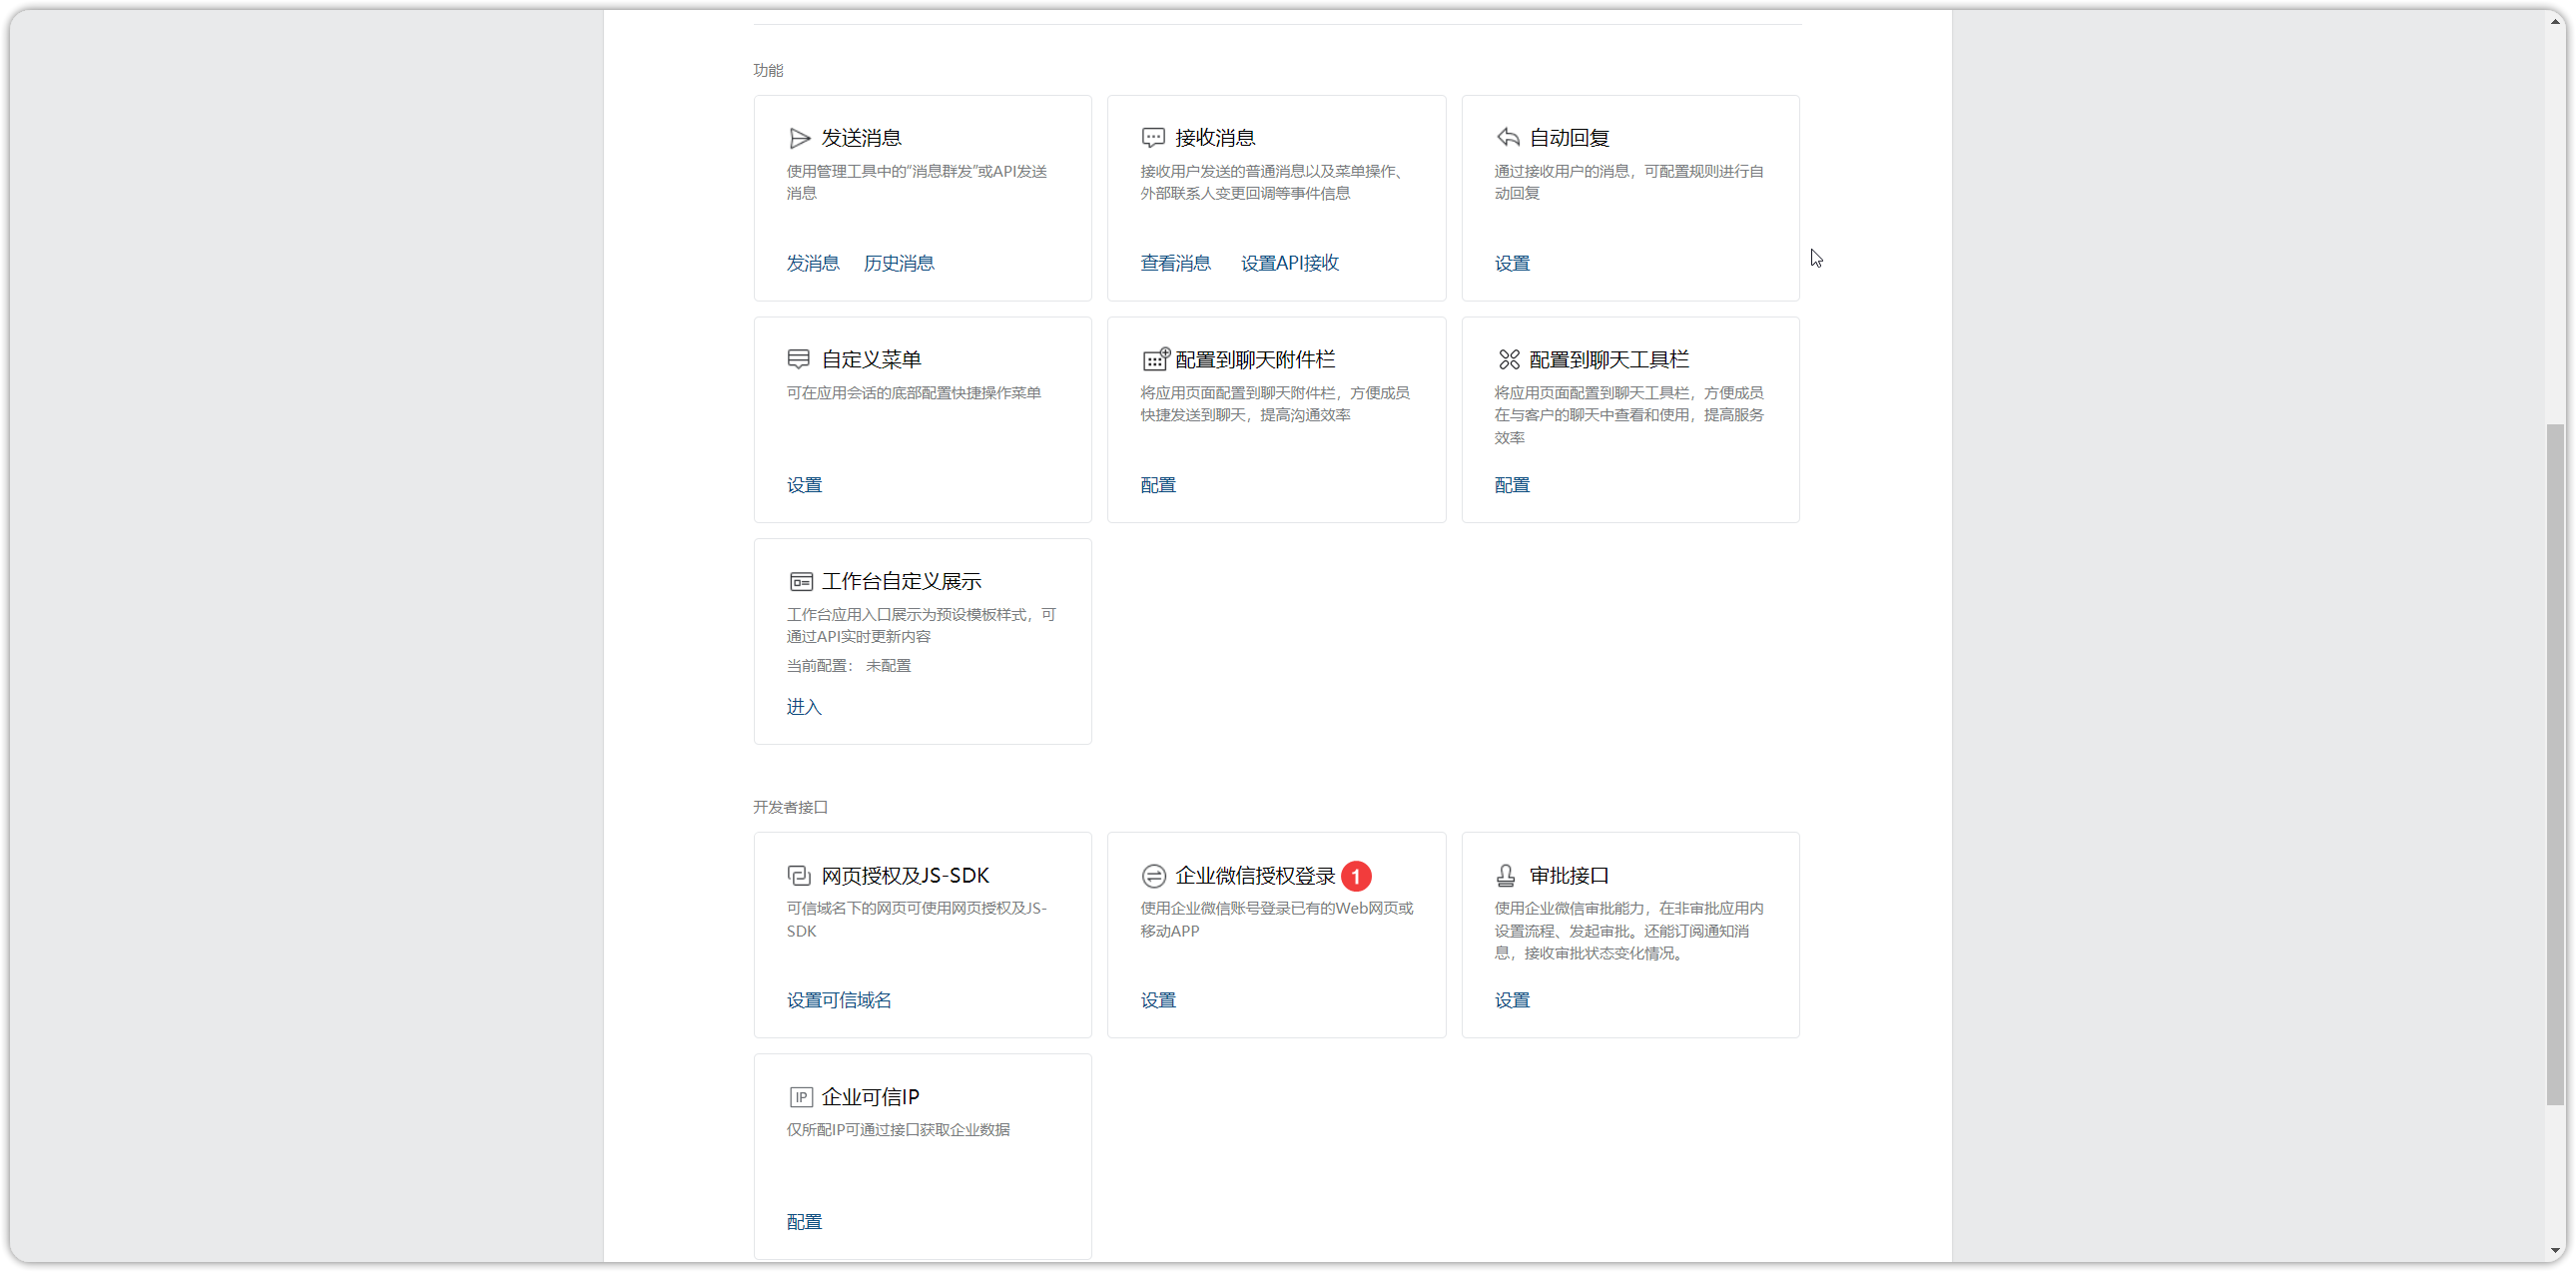 功能
发送消息
使用管理工具中的“消息群发”或API发送
消息
发消息 历史消息
接收消息
接收用户发送的普通消息以及菜单操作、
外部联系人变更回调等事件信息
查看消息 设置API接收
自动回复
通过接收用户的消息，可配置规则进行自
动回复
设置
自定义菜单
可在应用会话的底部配置快捷操作菜单
设置
配置到聊天附件栏
将应用页面配置到聊天附件栏，方便成员
快捷发送到聊天，提高沟通效率
配置
配置到聊天工具栏
将应用页面配置到聊天工具栏，方便成员
在与客户的聊天中查看和使用，提高服务
效率
配置
工作台自定义展示
工作台应用入口展示为预设模板样式，可
通过API实时更新内容
当前配置： 未配置
进入
开发者接口
网页授权及JS-SDK
可信域名下的网页可使用网页授权及JS-
SDK
设置可信域名
企业微信授权登录 1
使用企业微信账号登录已有的Web网页或
移动APP
设置
审批接口
使用企业微信审批能力，在非审批应用内
设置流程、发起审批。还能订阅通知消
息，接收审批状态变化情况。
设置
IP 企业可信IP
仅所配IP可通过接口获取企业数据
配置